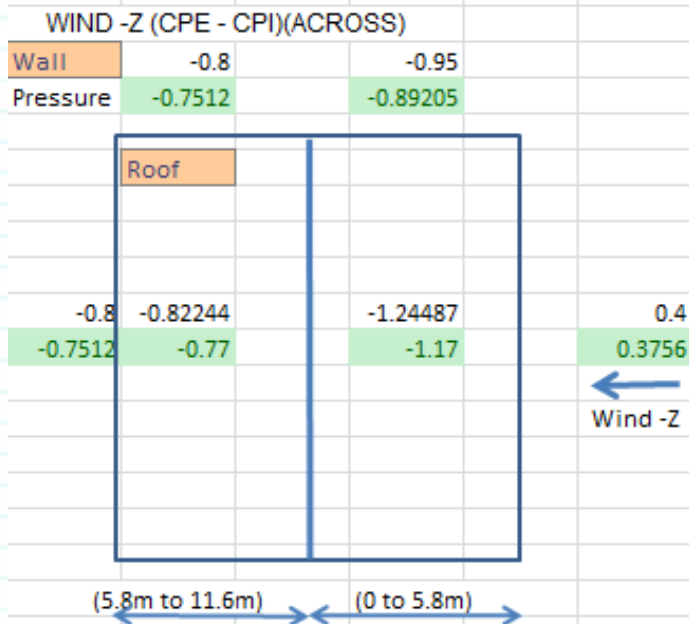 WIND -Z (CPE - CPI)(ACROSS)
Wall -0.8 -0.95
Pressure -0.7512 -0.89205
Roof
-0.8 -0.82244 -1.24487 0.4
-0.7512 -0.77 -1.17 0.3756
Wind -Z
(5.8m to 11.6m) (0 to 5.8m)